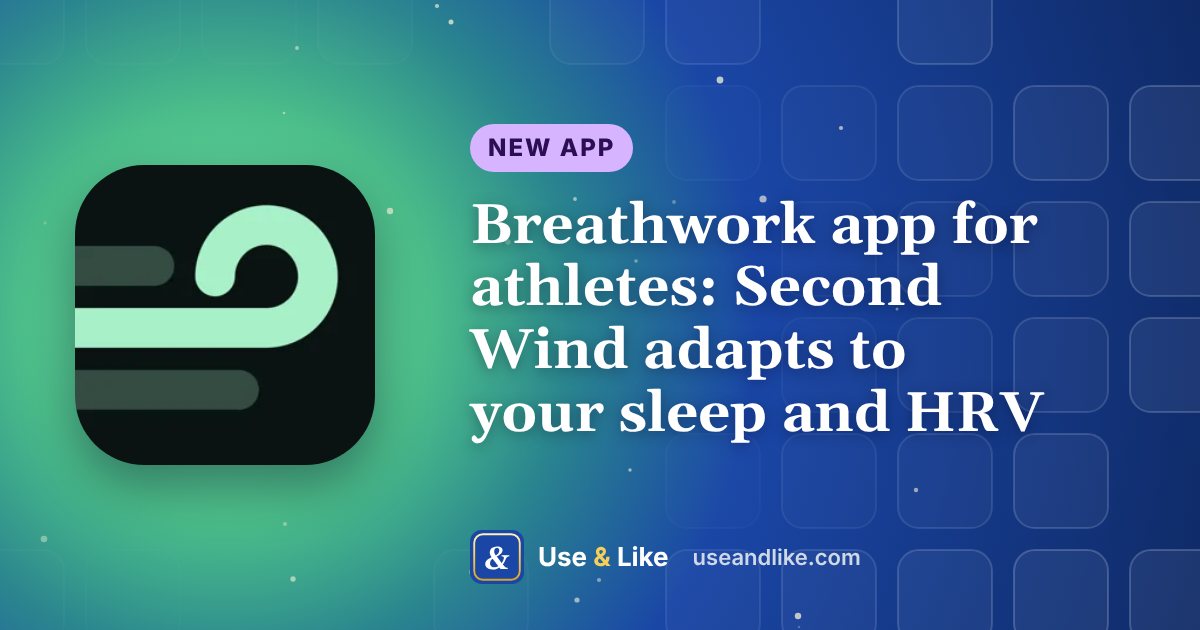 NEW APP
Breathwork app for
athletes: Second
Wind adapts to
your sleep and HRV
& Use & Like useandlike.com